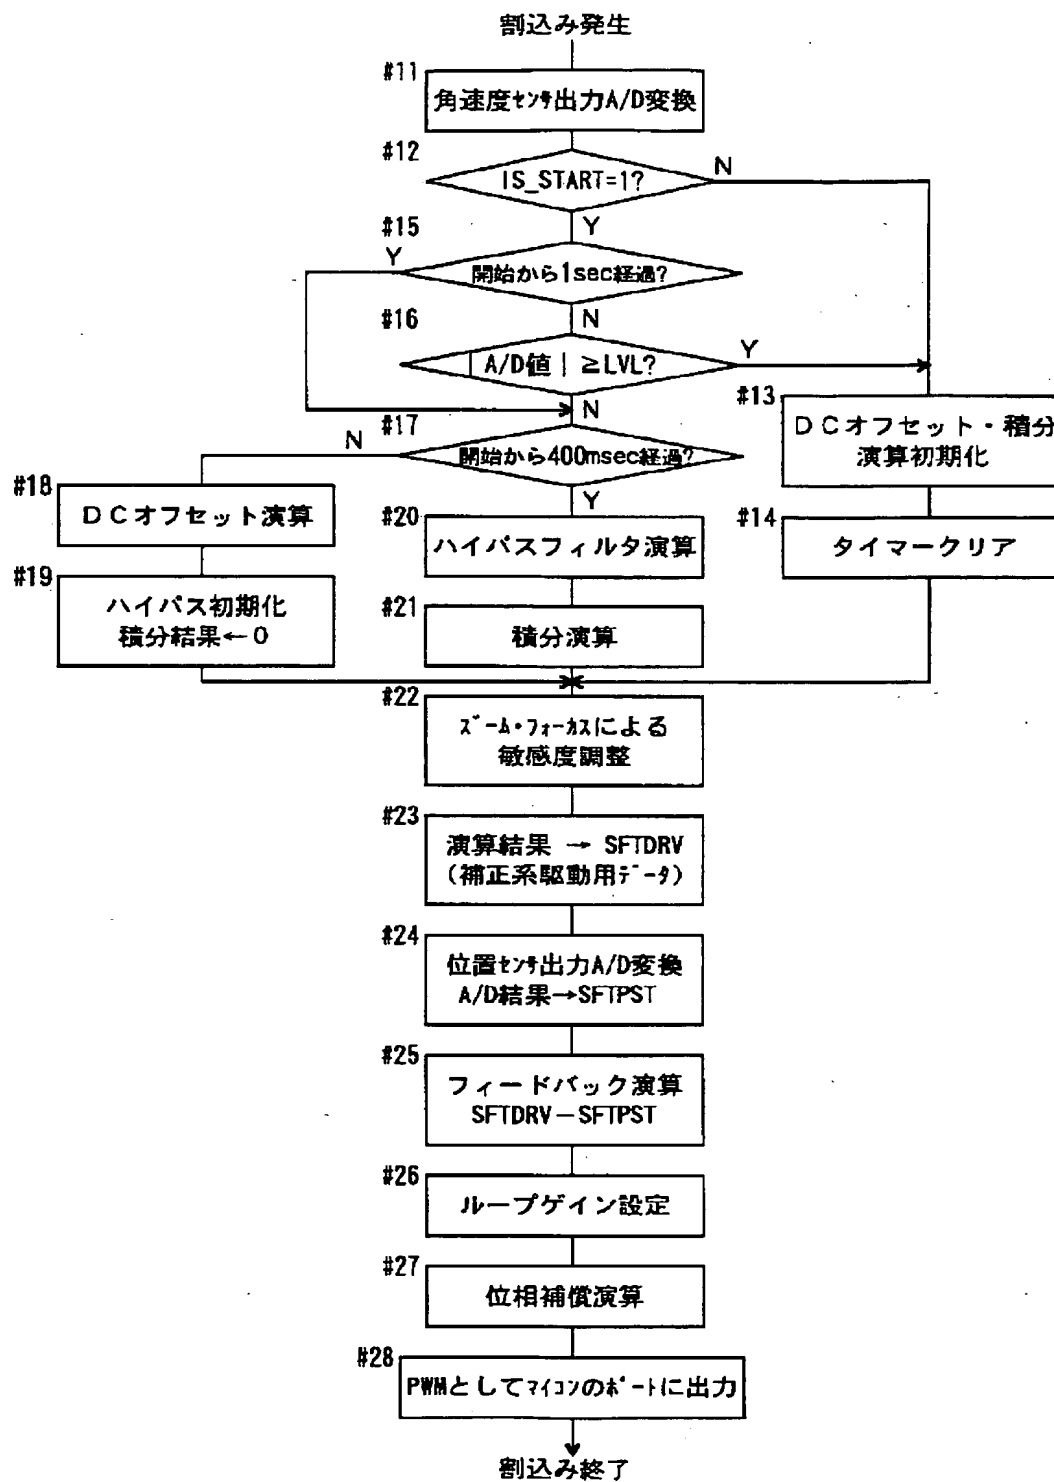 割込み発生
#11
角速度センサ出力A/D変換
#12
IS_START=1?
N
Y
#15
Y
開始から1sec経過?
N
#16
|A/D値|≧LVL?
Y
N
#13
DCオフセット・積分
演算初期化
#17
N
開始から400msec経過?
Y
#18
DCオフセット演算
#20
ハイパスフィルタ演算
#14
タイマークリア
#19
ハイパス初期化
積分結果←0
#21
積分演算
#22
ズーム・フォーカスによる
敏感度調整
#23
演算結果 → SFTDRV
(補正系駆動用データ)
#24
位置センサ出力A/D変換
A/D結果→SFTPST
#25
フィードバック演算
SFTDRV－SFTPST
#26
ループゲイン設定
#27
位相補償演算
#28
PWMとしてマイコンのポートに出力
割込み終了